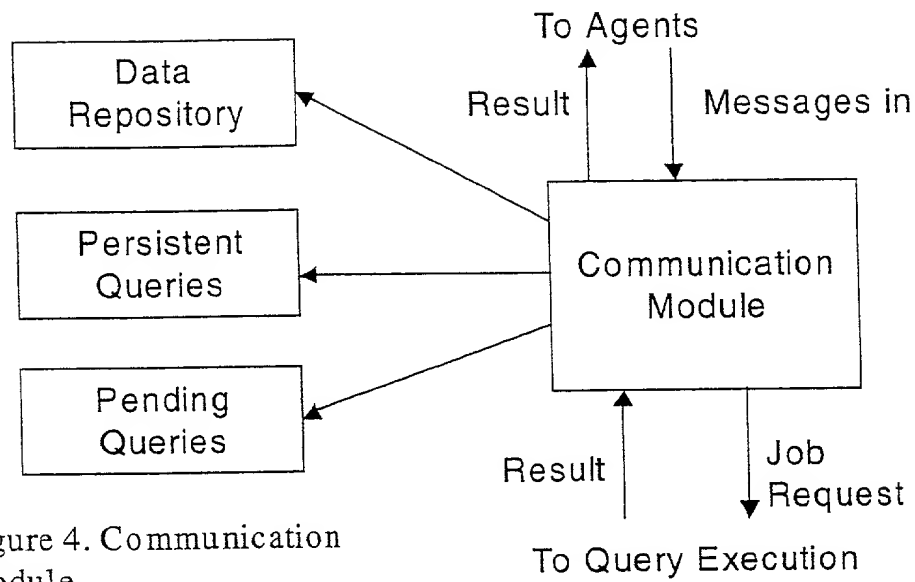 To Agents
Data
Repository
Result
Messages in
Persistent
Queries
Communication
Module
Pending
Queries
Result
Job
Request
gure 4. Communication
odule
To Query Execution